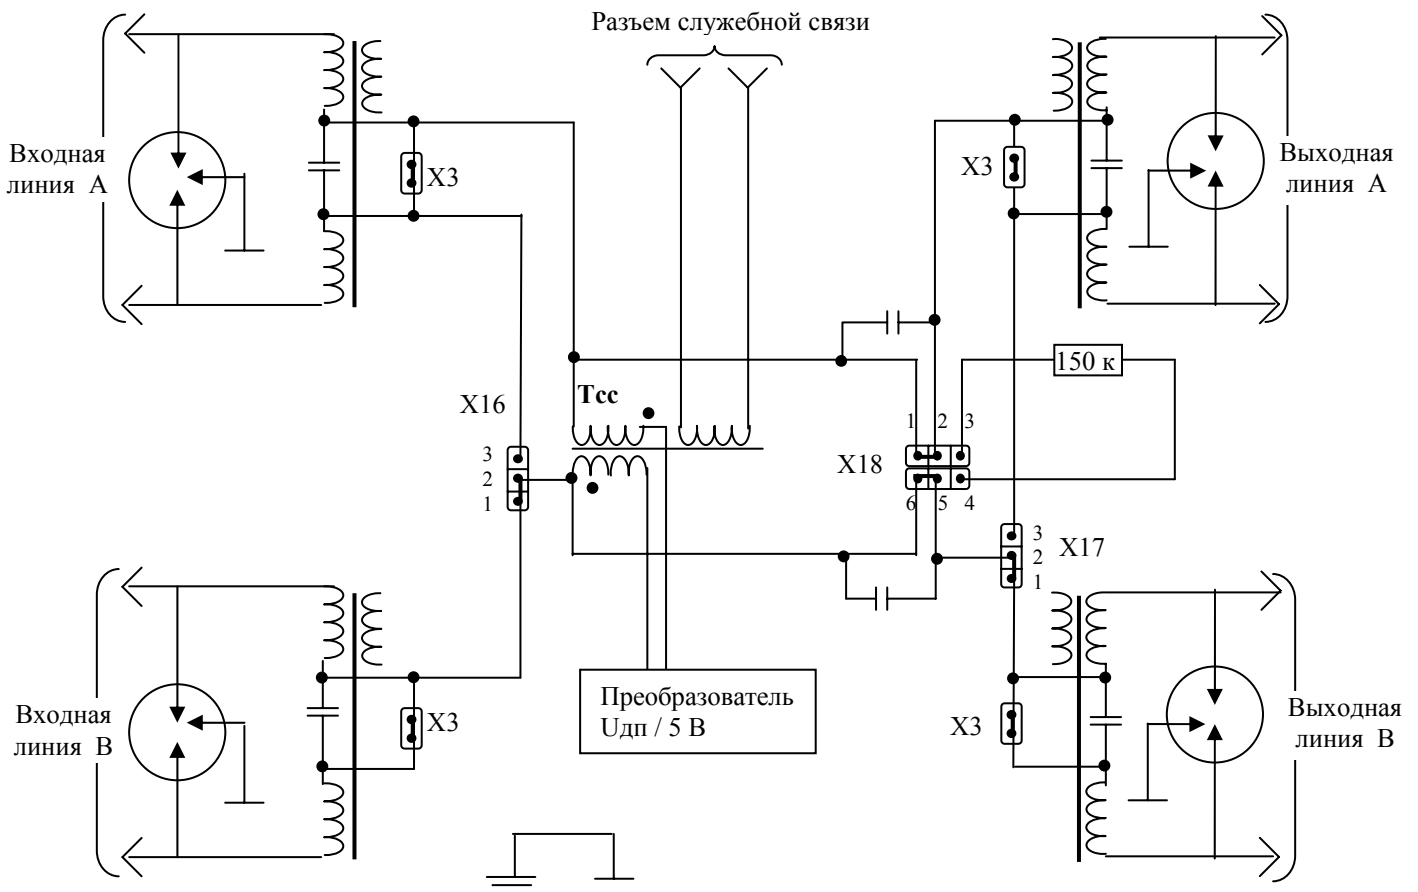 Разъем служебной связи
Входная
линия А
Х3
Х3
Выходная
линия А
150 к
Х16
Тсс
1
2
3
3
2
1
Х18
6
5
4
3
2
1
Х17
Входная
линия В
Х3
Преобразователь
Uдп / 5 В
Х3
Выходная
линия В